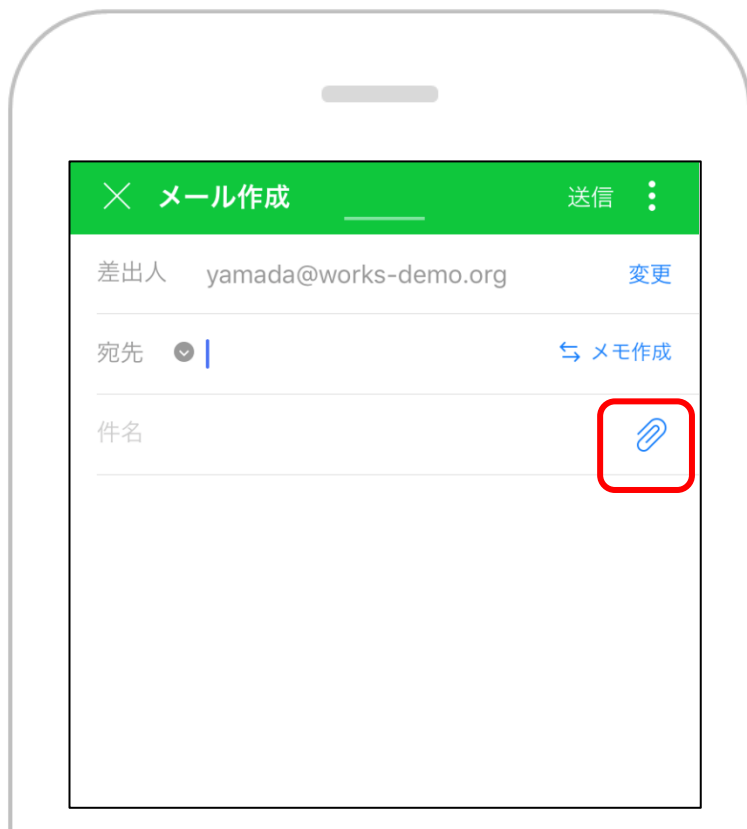 メール作成 送信
差出人 yamada@works-demo.org 変更
宛先 メモ作成
件名